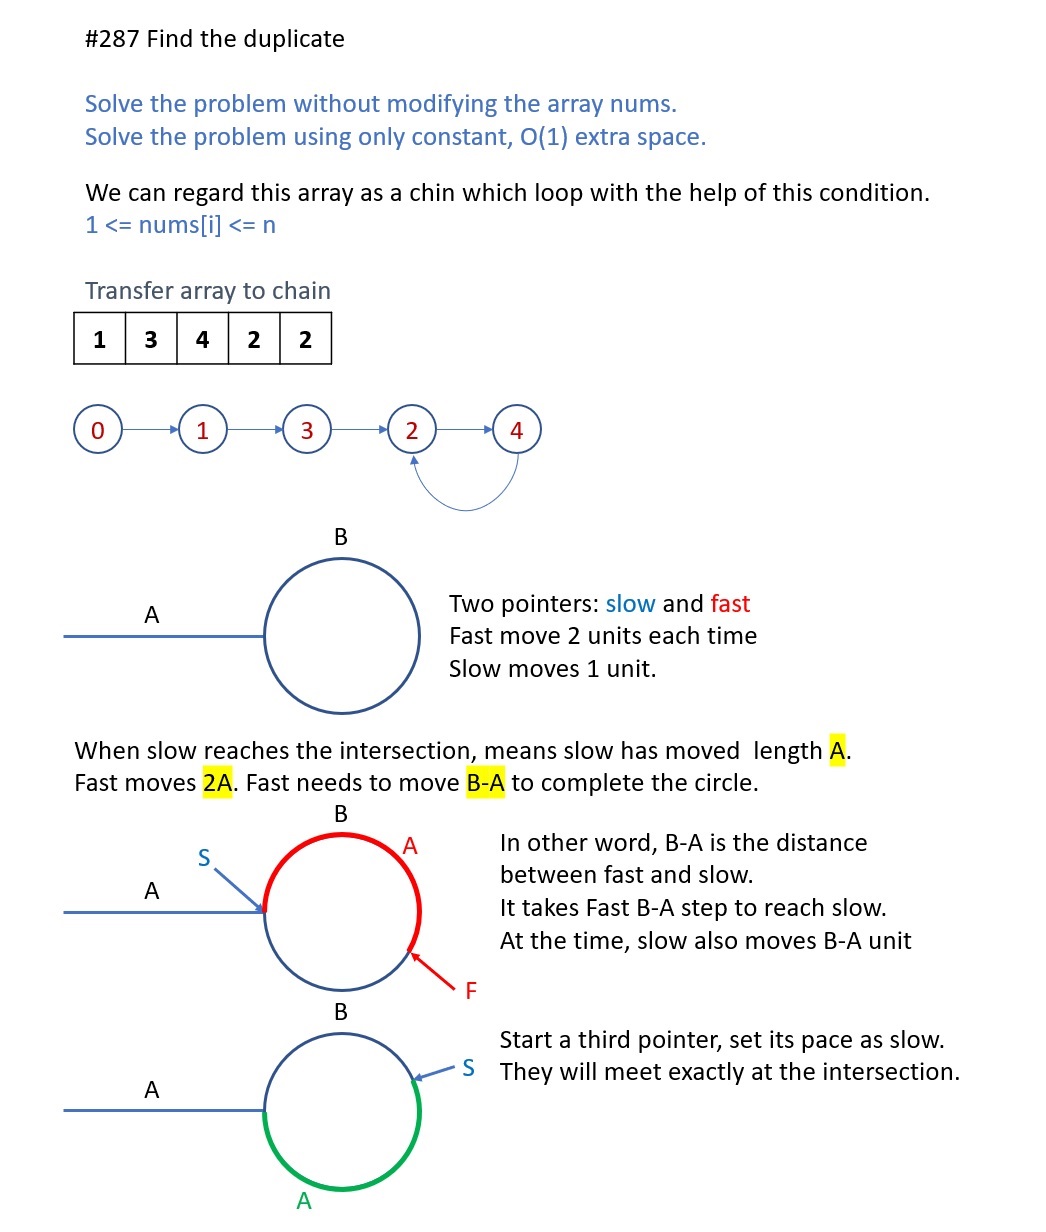 #287 Find the duplicate
Solve the problem without modifying the array nums.
Solve the problem using only constant, O(1) extra space.
We can regard this array as a chin which loop with the help of this condition.
1 <= nums[i] <= n
Transfer array to chain
1 3 4 2 2
0 1 3 2 4
B
A
Two pointers: slow and fast
Fast move 2 units each time
Slow moves 1 unit.
When slow reaches the intersection, means slow has moved length A.
Fast moves 2A. Fast needs to move B-A to complete the circle.
B
A
S
A
F
In other word, B-A is the distance
between fast and slow.
It takes Fast B-A step to reach slow.
At the time, slow also moves B-A unit
B
S
A
A
Start a third pointer, set its pace as slow.
They will meet exactly at the intersection.